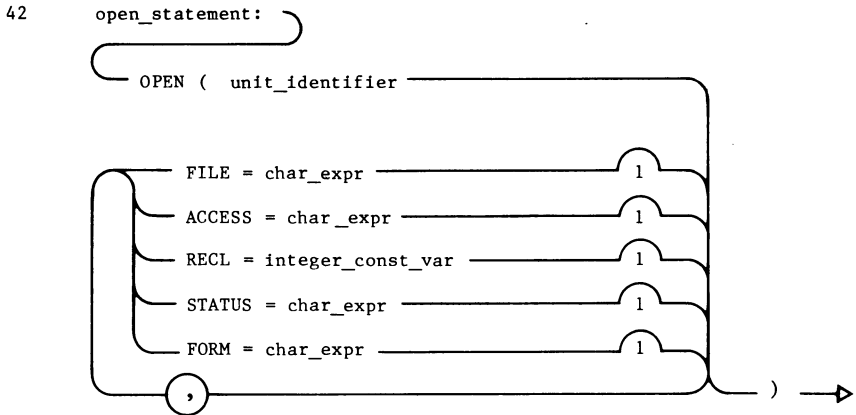 42 open_statement:
OPEN ( unit_identifier
FILE = char_expr 1
ACCESS = char_expr 1
RECL = integer_const_var 1
STATUS = char_expr 1
FORM = char_expr 1
, )